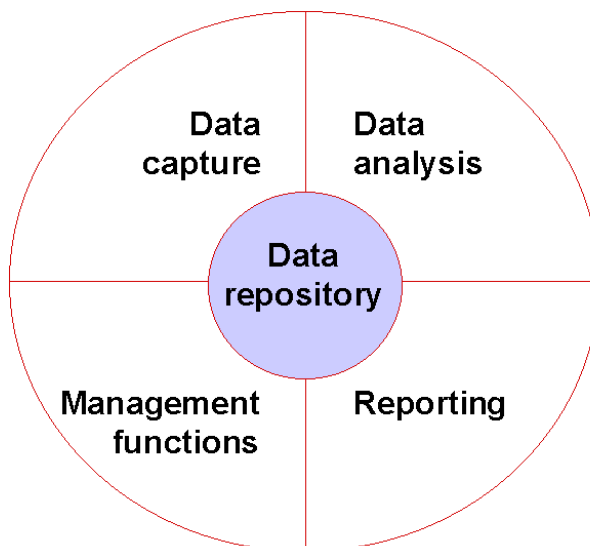 Data
capture
Data
analysis
Data
repository
Management
functions
Reporting